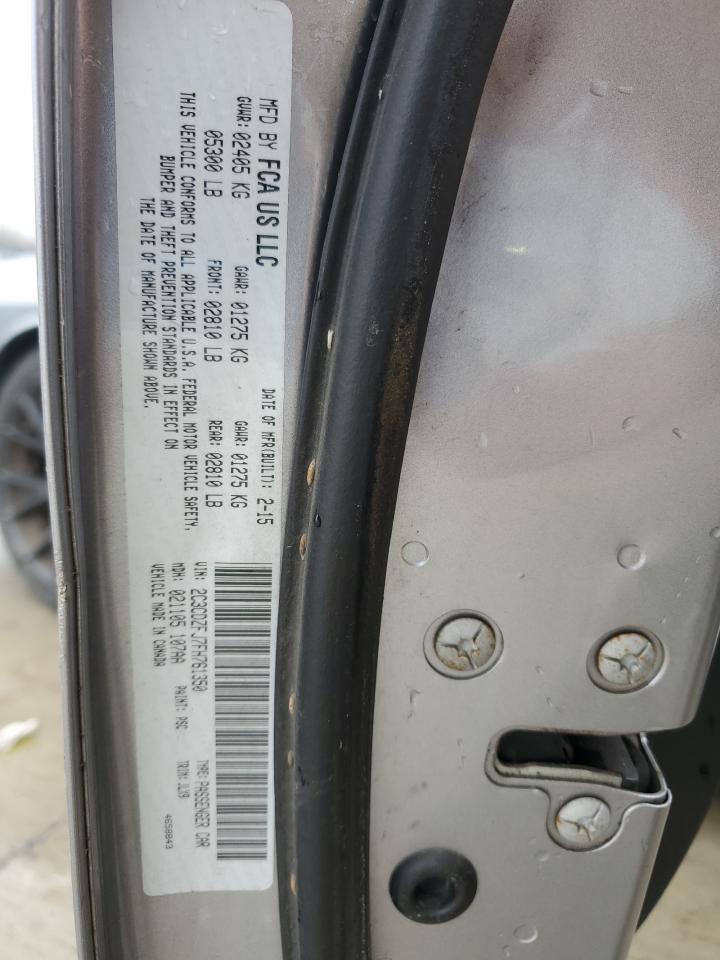 MFD BY FCA US LLC
DATE OF MFR(BUILT): 2-15
GVWR: 02405 KG GAWR: 01275 KG GAWR: 01275 KG
05300 LB FRONT: 02810 LB REAR: 02810 LB
THIS VEHICLE CONFORMS TO ALL APPLICABLE U.S.A. FEDERAL MOTOR VEHICLE SAFETY,
BUMPER AND THEFT PREVENTION STANDARDS IN EFFECT ON
THE DATE OF MANUFACTURE SHOWN ABOVE.
VIN: 2C3CDZFJ7FH761350 TYPE: PASSENGER CAR
MDH: 021105 107AA PAINT: PSC TRIM: JLX9
VEHICLE MADE IN CANADA 4658843